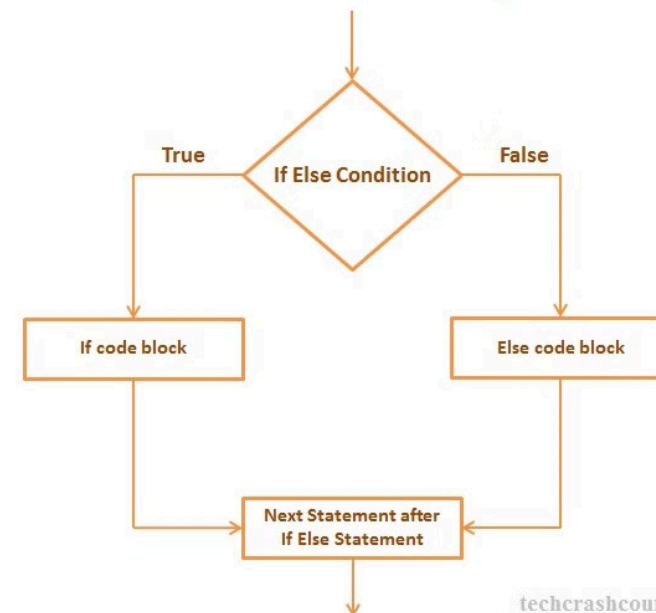 True
False
If Else Condition
If code block
Else code block
Next Statement after
If Else Statement